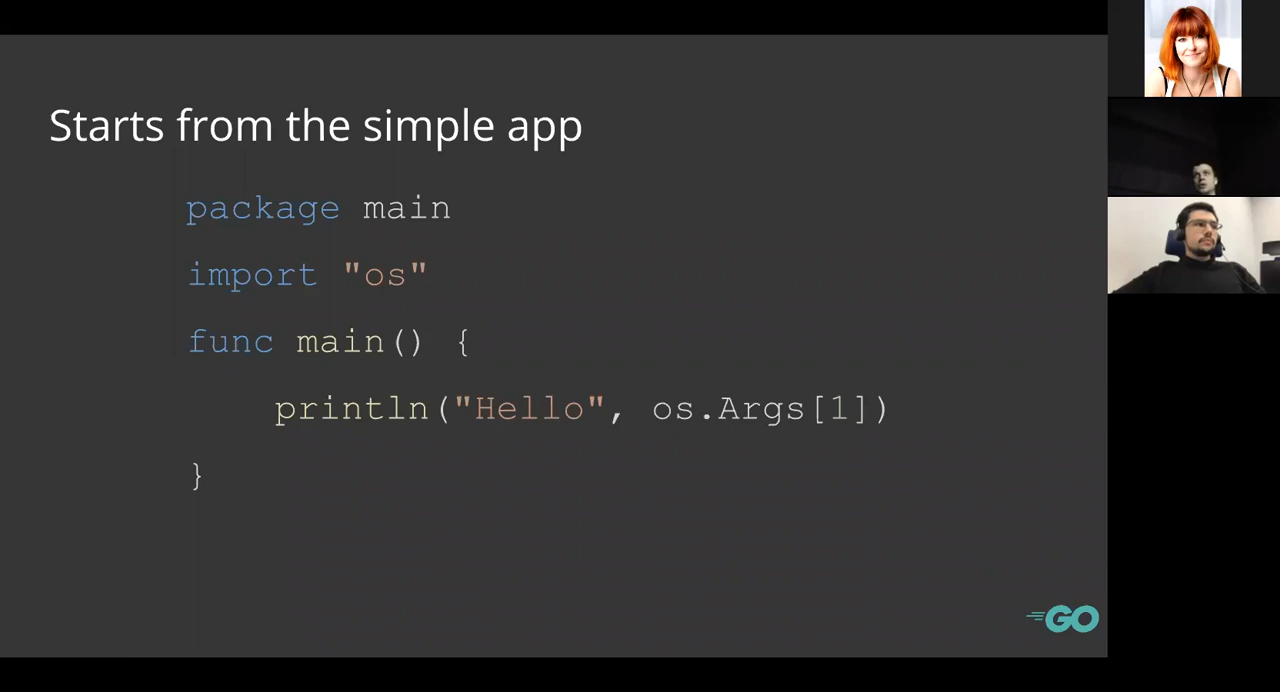 Starts from the simple app
package main
import "os"
func main() {
println("Hello", os.Args[1])
}
GO